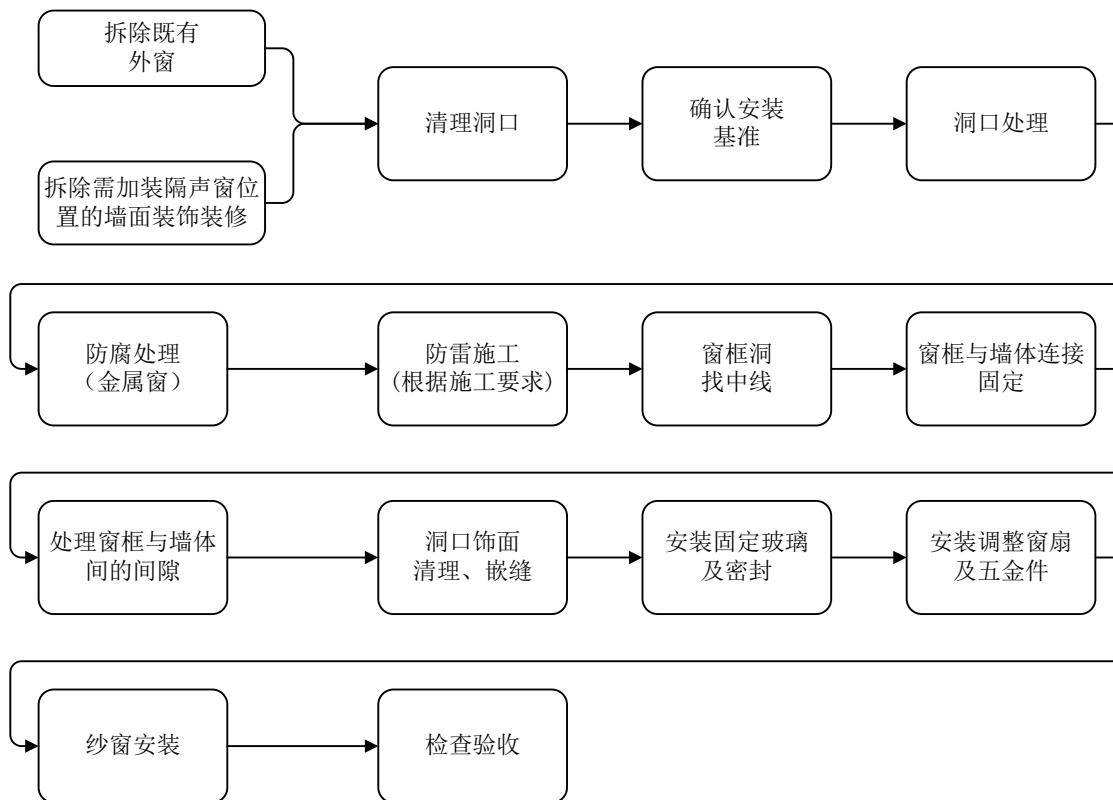 拆除既有
外窗
拆除需加装隔声窗位
置的墙面装饰装修
清理洞口
确认安装
基准
洞口处理
防腐处理
（金属窗）
防雷施工
(根据施工要求)
窗框洞
找中线
窗框与墙体连接
固定
处理窗框与墙体
间的间隙
洞口饰面
清理、嵌缝
安装固定玻璃
及密封
安装调整窗扇
及五金件
纱窗安装
检查验收